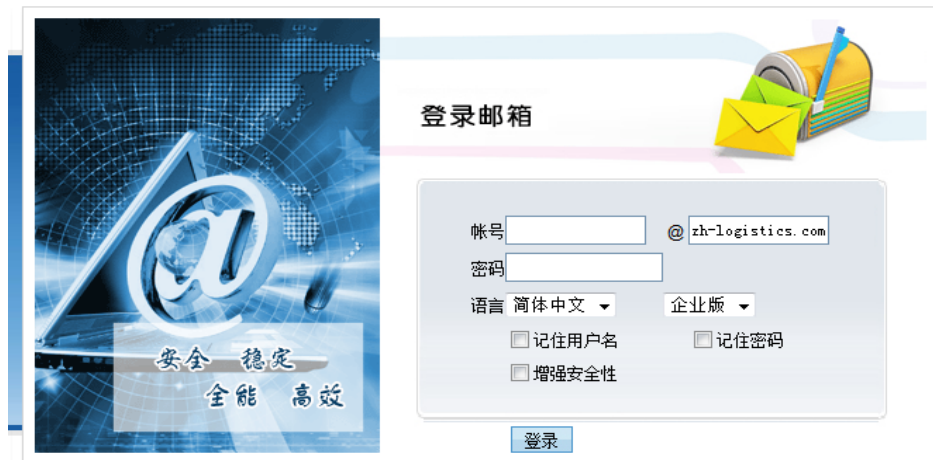 登录邮箱
帐号 @ zh-logistics.com
密码
语言 简体中文 企业版
记住用户名 记住密码
增强安全性
登录
@
安全 稳定
全能 高效